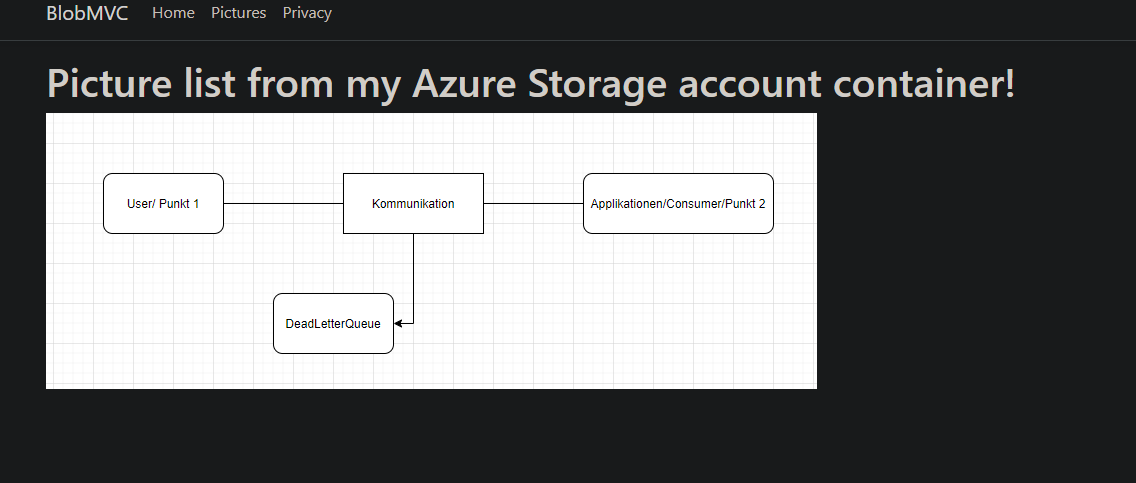 BlobMVC Home Pictures Privacy
Picture list from my Azure Storage account container!
User/ Punkt 1 Kommunikation Applikationen/Consumer/Punkt 2
DeadLetterQueue